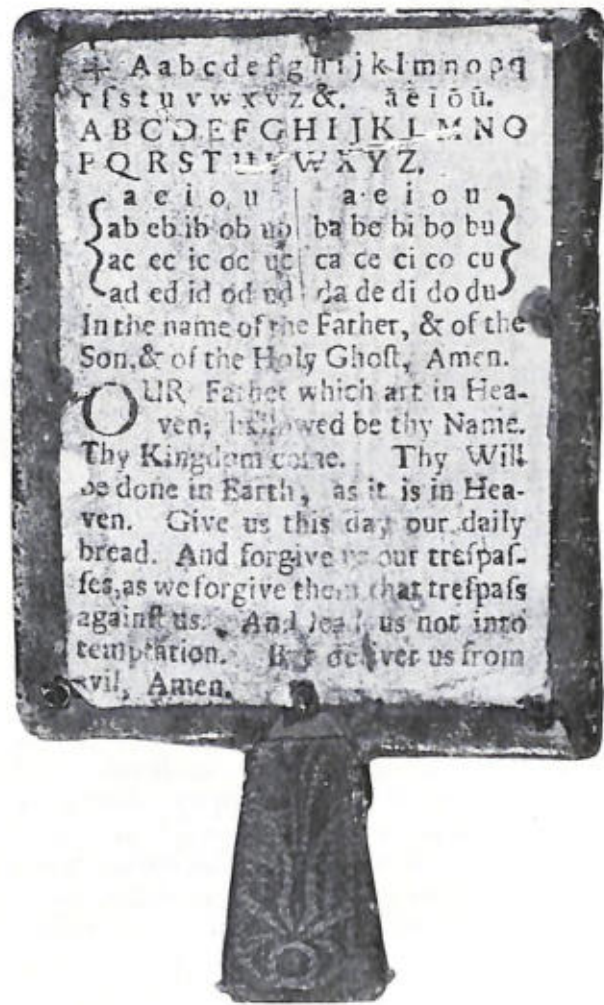 ✠ A a b c d e f g h i j k l m n o p q
r ſ s t u v w x y z &. ā ē ī ō ū.
A B C D E F G H I J K L M N O
P Q R S T U V W X Y Z.
a e i o u a e i o u
ab eb ib ob ub ba be bi bo bu
ac ec ic oc uc ca ce ci co cu
ad ed id od ud da de di do du
In the name of the Father, & of the
Son, & of the Holy Ghoſt, Amen.
OUR Father which art in Hea-
ven, hallowed be thy Name.
Thy Kingdom come. Thy Will
be done in Earth, as it is in Hea-
ven. Give us this day our daily
bread. And forgive us our treſpaſ-
ſes, as we forgive them that treſpaſs
againſt us. And lead us not into
temptation. But deliver us from
evil, Amen.